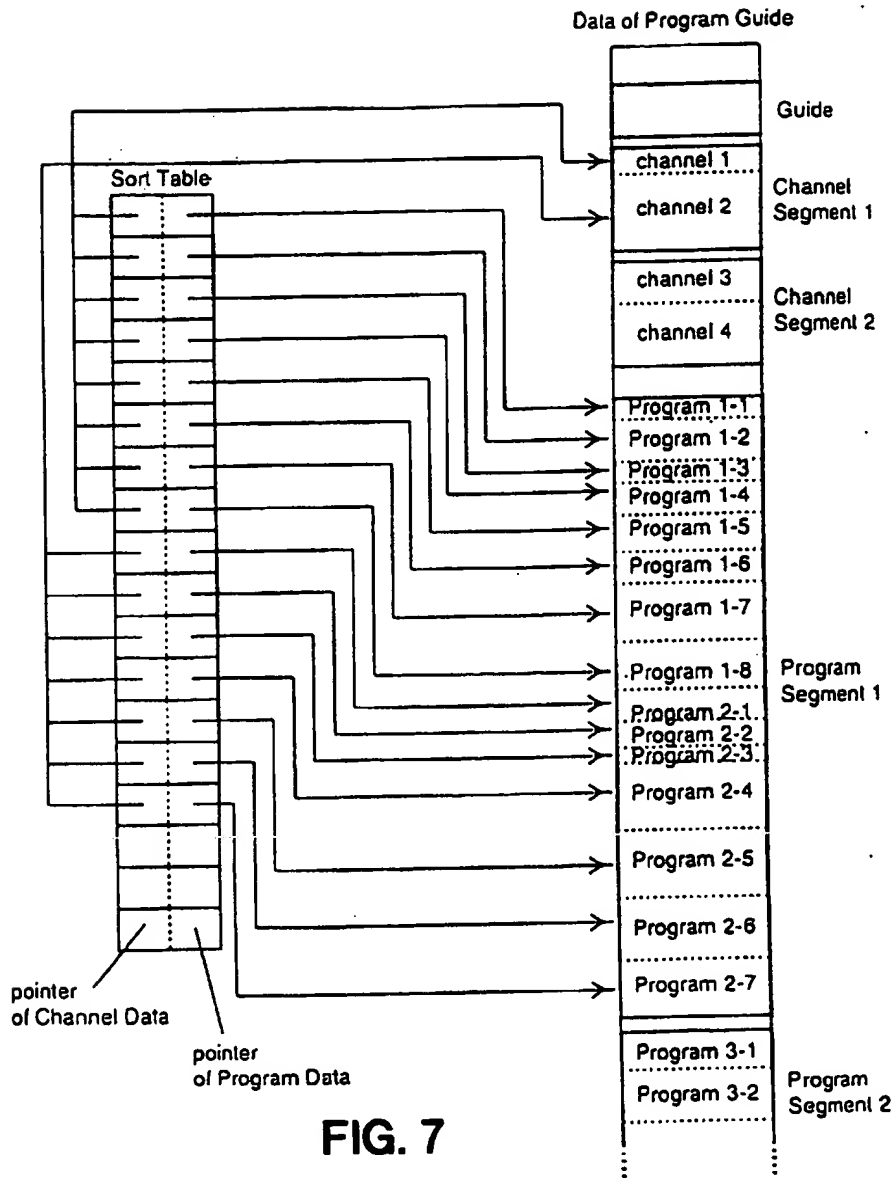 Data of Program Guide
Guide
channel 1
channel 2
Channel
Segment 1
channel 3
channel 4
Channel
Segment 2
Sort Table
Program 1-1
Program 1-2
Program 1-3
Program 1-4
Program 1-5
Program 1-6
Program 1-7
Program 1-8
Program 2-1
Program 2-2
Program 2-3
Program 2-4
Program 2-5
Program 2-6
Program 2-7
Program
Segment 1
Program 3-1
Program 3-2
Program
Segment 2
pointer
of Channel Data
pointer
of Program Data
FIG. 7